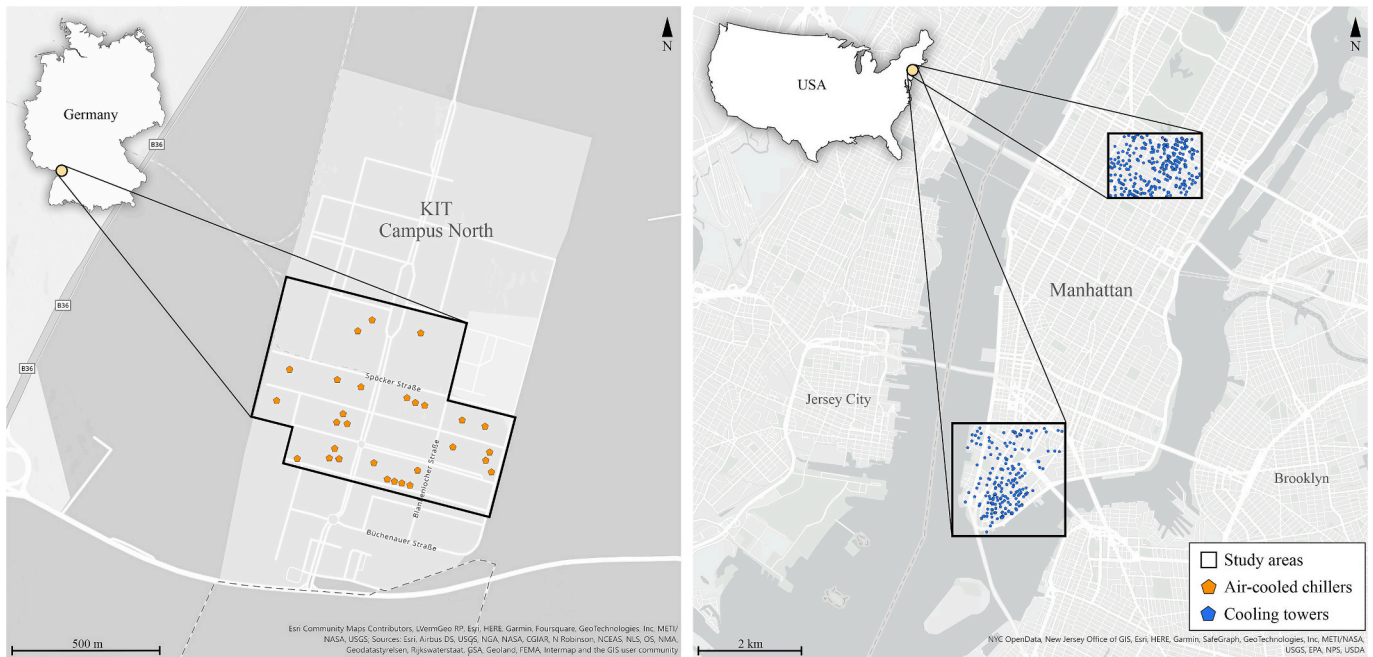 N
Germany
B36
B36
B36
KIT
Campus North
Spöcker Straße
Blankenlocher Straße
Büchenauer Straße
500 m
Esri Community Maps Contributors, LVermGeo RP, Esri, HERE, Garmin, Foursquare, GeoTechnologies, Inc, METI/
NASA, USGS; Sources: Esri, Airbus DS, USGS, NGA, NASA, CGIAR, N Robinson, NCEAS, NLS, OS, NMA,
Geodatastyrelsen, Rijkswaterstaat, GSA, Geoland, FEMA, Intermap and the GIS user community
N
USA
Manhattan
Jersey City
Brooklyn
Study areas
Air-cooled chillers
Cooling towers
2 km
NYC OpenData, New Jersey Office of GIS, Esri, HERE, Garmin, SafeGraph, GeoTechnologies, Inc, METI/NASA,
USGS, EPA, NPS, USDA